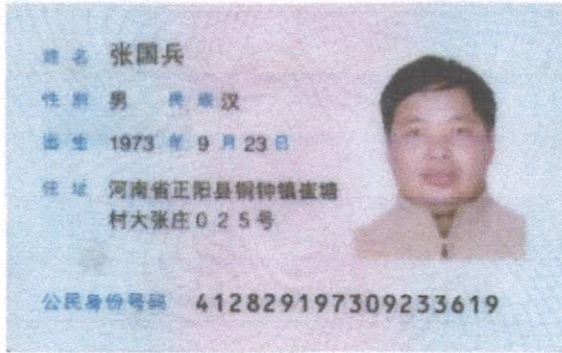 姓名 张国兵
性别 男 民族 汉
出生 1973 年 9 月 23 日
住址 河南省正阳县铜钟镇崔塘
村大张庄025号
公民身份号码 412829197309233619